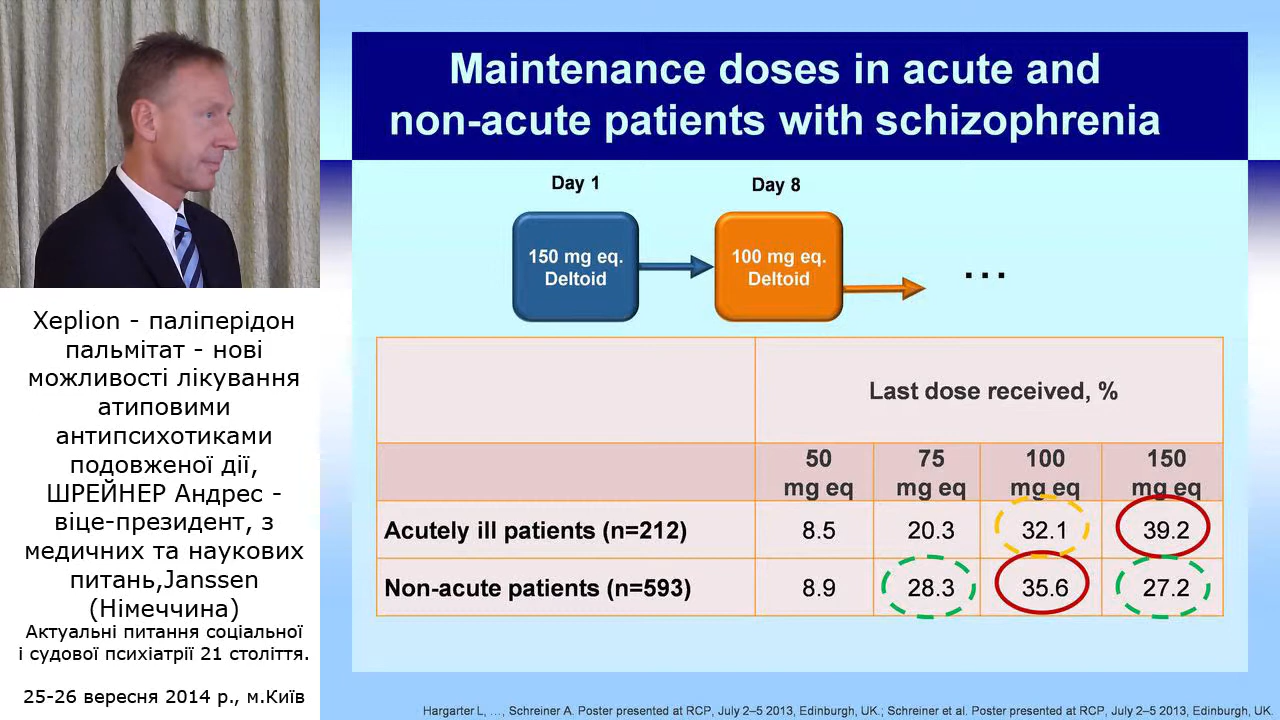 Maintenance doses in acute and
non-acute patients with schizophrenia
Day 1
Day 8
150 mg eq.
Deltoid
100 mg eq.
Deltoid
...
Last dose received, %
50
mg eq
75
mg eq
100
mg eq
150
mg eq
Acutely ill patients (n=212) 8.5 20.3 32.1 39.2
Non-acute patients (n=593) 8.9 28.3 35.6 27.2
Hargarter L, …, Schreiner A. Poster presented at RCP, July 2–5 2013, Edinburgh, UK.; Schreiner et al. Poster presented at RCP, July 2–5 2013, Edinburgh, UK.
Xeplion - паліперідон
пальмітат - нові
можливості лікування
атиповими
антипсихотиками
подовженої дії,
ШРЕЙНЕР Андрес -
віце-президент, з
медичних та наукових
питань,Janssen
(Німеччина)
Актуальні питання соціальної
і судової психіатрії 21 століття.
25-26 вересня 2014 р., м.Київ